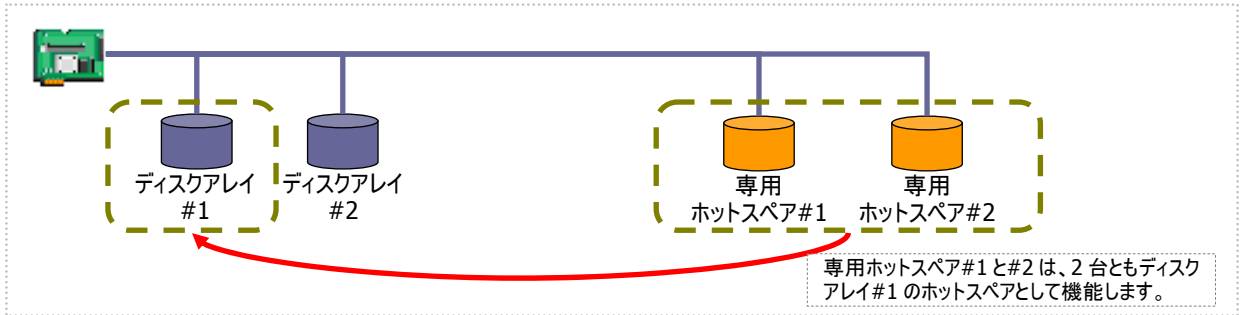 ディスクアレイ
#1
ディスクアレイ
#2
専用
ホットスペア#1
専用
ホットスペア#2
専用ホットスペア#1 と#2 は、2 台ともディスク
アレイ#1 のホットスペアとして機能します。